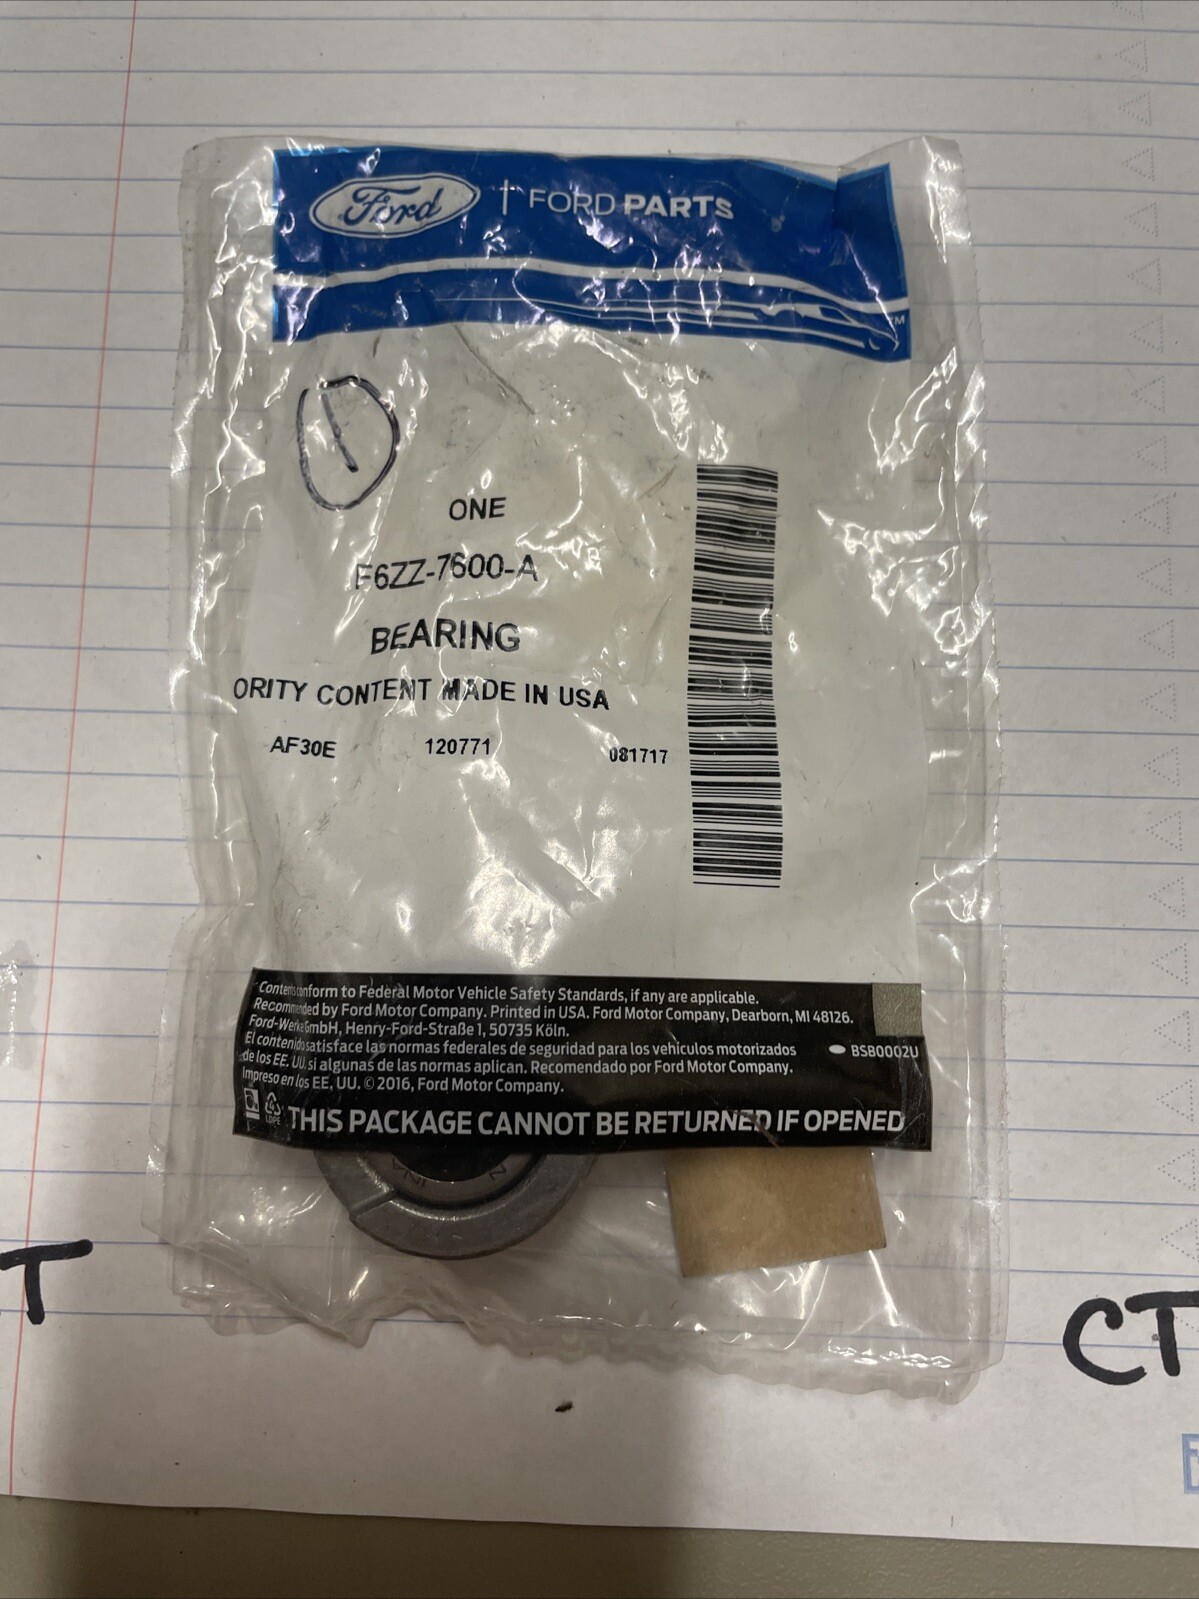 Ford | FORD PARTS
TM
1
ONE
F6ZZ-7600-A
BEARING
ORITY CONTENT MADE IN USA
AF30E 120771 081717
Contents conform to Federal Motor Vehicle Safety Standards, if any are applicable.
Recommended by Ford Motor Company. Printed in USA. Ford Motor Company, Dearborn, MI 48126.
Ford-Werke GmbH, Henry-Ford-Straße 1, 50735 Köln.
El contenido satisface las normas federales de seguridad para los vehículos motorizados
de los EE. UU. si algunas de las normas aplican. Recomendado por Ford Motor Company.
Impreso en los EE, UU. © 2016, Ford Motor Company.
BSB0002U
LDPE
THIS PACKAGE CANNOT BE RETURNED IF OPENED
INA
T
CT